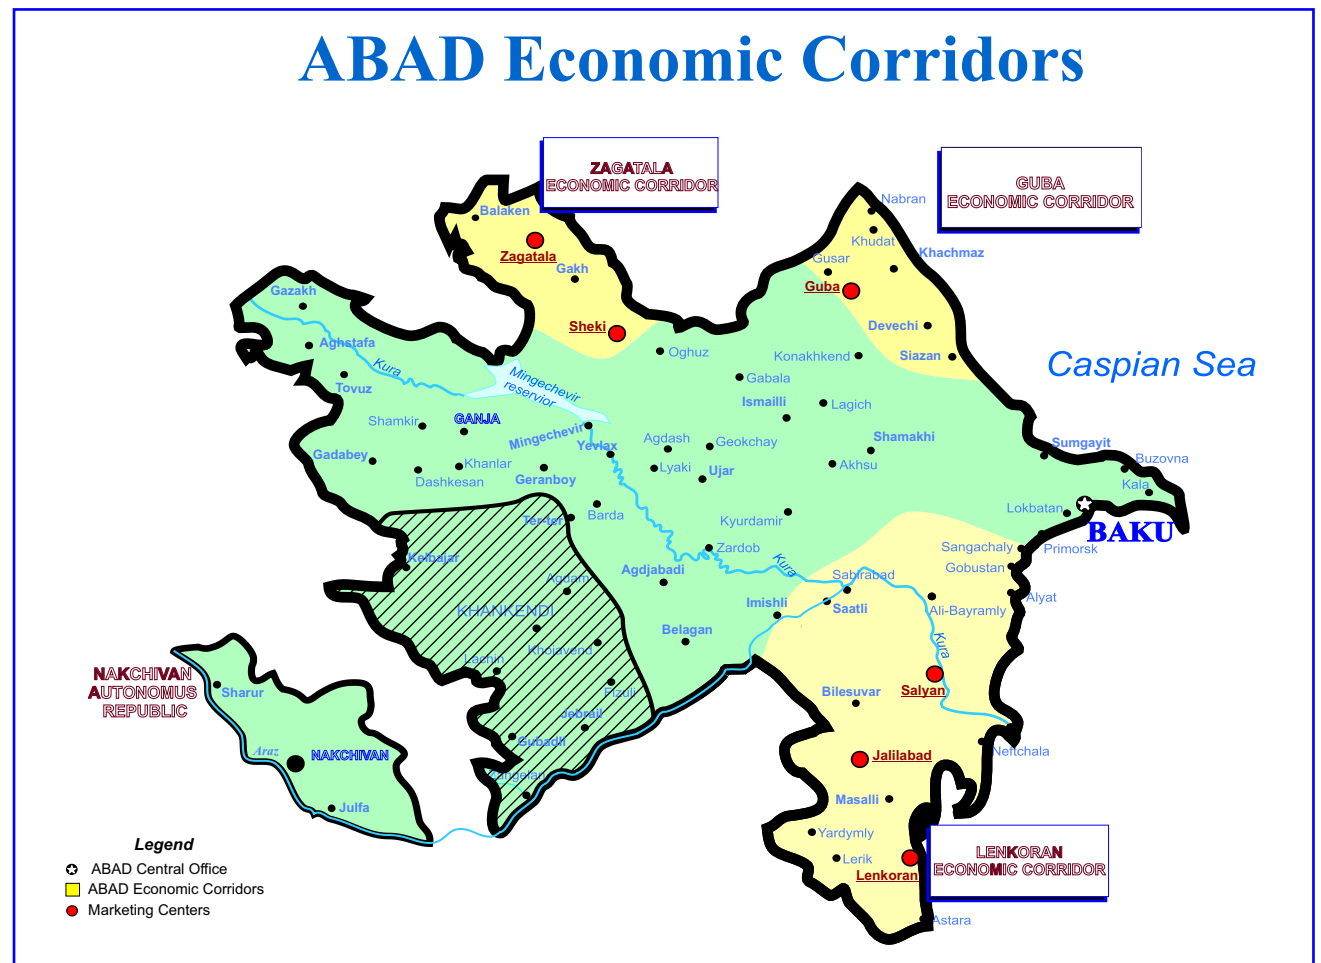 ABAD Economic Corridors
ZAGATALA
ECONOMIC CORRIDOR
GUBA
ECONOMIC CORRIDOR
Balaken
Zagatala
Gakh
Sheki
Nabran
Khudat
Khachmaz
Gusar
Guba
Devechi
Siazan
Caspian Sea
Gazakh
Aghstafa
Kura
Tovuz
Mingechevir
reservior
Oghuz
Konakhkend
Gabala
Ismailli
Lagich
Shamkir
GANJA
Mingechevir
Yevlax
Agdash
Geokchay
Shamakhi
Sumgayit
Gadabey
Khanlar
Dashkesan
Geranboy
Lyaki
Ujar
Akhsu
Buzovna
Kala
Lokbatan
BAKU
Ter-ter
Barda
Kyurdamir
Zardob
Sangachaly
Primorsk
Gobustan
Kelbajar
Agdam
Agdjabadi
Kura
Sabirabad
Saatli
Imishli
Ali-Bayramly
Alyat
KHANKENDI
Khojavend
Belagan
Kura
Lachin
Fizuli
Jebrail
Gubadli
Zangelan
Bilesuvar
Salyan
Neftchala
Jalilabad
Masalli
Yardymly
Lerik
Lenkoran
Astara
LENKORAN
ECONOMIC CORRIDOR
NAKCHIVAN
AUTONOMUS
REPUBLIC
Sharur
Araz
NAKCHIVAN
Julfa
Legend
ABAD Central Office
ABAD Economic Corridors
Marketing Centers